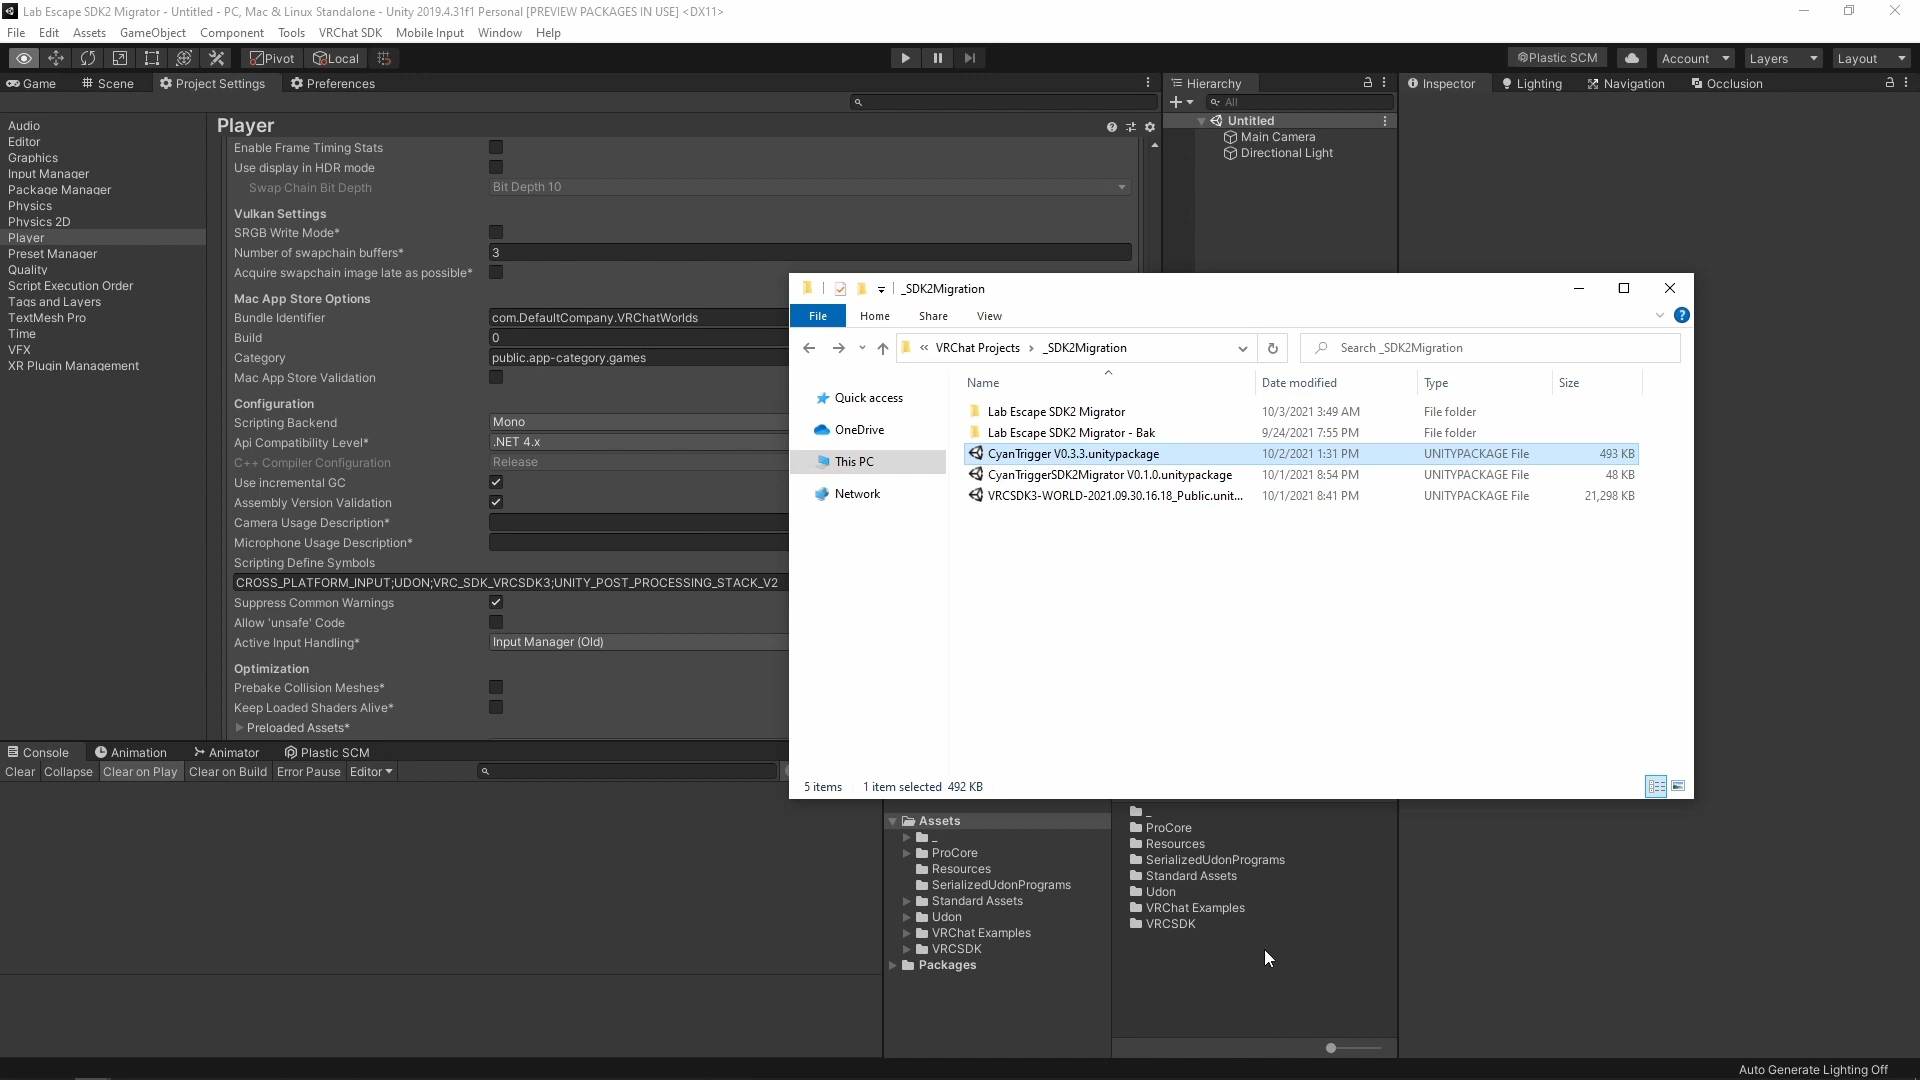 Lab Escape SDK2 Migrator - Untitled - PC, Mac & Linux Standalone - Unity 2019.4.31f1 Personal [PREVIEW PACKAGES IN USE] <DX11>
File Edit Assets GameObject Component Tools VRChat SDK Mobile Input Window Help
Pivot Local Plastic SCM Account Layers Layout
Game Scene Project Settings Preferences Hierarchy Inspector Lighting Navigation Occlusion
All
Audio
Editor
Graphics
Input Manager
Package Manager
Physics
Physics 2D
Player
Preset Manager
Quality
Script Execution Order
Tags and Layers
TextMesh Pro
Time
VFX
XR Plugin Management
Player
Enable Frame Timing Stats
Use display in HDR mode
Swap Chain Bit Depth Bit Depth 10
Vulkan Settings
SRGB Write Mode*
Number of swapchain buffers* 3
Acquire swapchain image late as possible*
Mac App Store Options
Bundle Identifier com.DefaultCompany.VRChatWorlds
Build 0
Category public.app-category.games
Mac App Store Validation
Configuration
Scripting Backend Mono
Api Compatibility Level* .NET 4.x
C++ Compiler Configuration Release
Use incremental GC
Assembly Version Validation
Camera Usage Description*
Microphone Usage Description*
Scripting Define Symbols
CROSS_PLATFORM_INPUT;UDON;VRC_SDK_VRCSDK3;UNITY_POST_PROCESSING_STACK_V2
Suppress Common Warnings
Allow 'unsafe' Code
Active Input Handling* Input Manager (Old)
Optimization
Prebake Collision Meshes*
Keep Loaded Shaders Alive*
Preloaded Assets*
Untitled
Main Camera
Directional Light
_SDK2Migration
File Home Share View
« VRChat Projects › _SDK2Migration Search _SDK2Migration
Quick access
OneDrive
This PC
Network
Name Date modified Type Size
Lab Escape SDK2 Migrator 10/3/2021 3:49 AM File folder
Lab Escape SDK2 Migrator - Bak 9/24/2021 7:55 PM File folder
CyanTrigger V0.3.3.unitypackage 10/2/2021 1:31 PM UNITYPACKAGE File 493 KB
CyanTriggerSDK2Migrator V0.1.0.unitypackage 10/1/2021 8:54 PM UNITYPACKAGE File 48 KB
VRCSDK3-WORLD-2021.09.30.16.18_Public.unit... 10/1/2021 8:41 PM UNITYPACKAGE File 21,298 KB
5 items 1 item selected 492 KB
Console Animation Animator Plastic SCM
Clear Collapse Clear on Play Clear on Build Error Pause Editor
Assets
_
ProCore
Resources
SerializedUdonPrograms
Standard Assets
Udon
VRChat Examples
VRCSDK
Packages
_
ProCore
Resources
SerializedUdonPrograms
Standard Assets
Udon
VRChat Examples
VRCSDK
Auto Generate Lighting Off